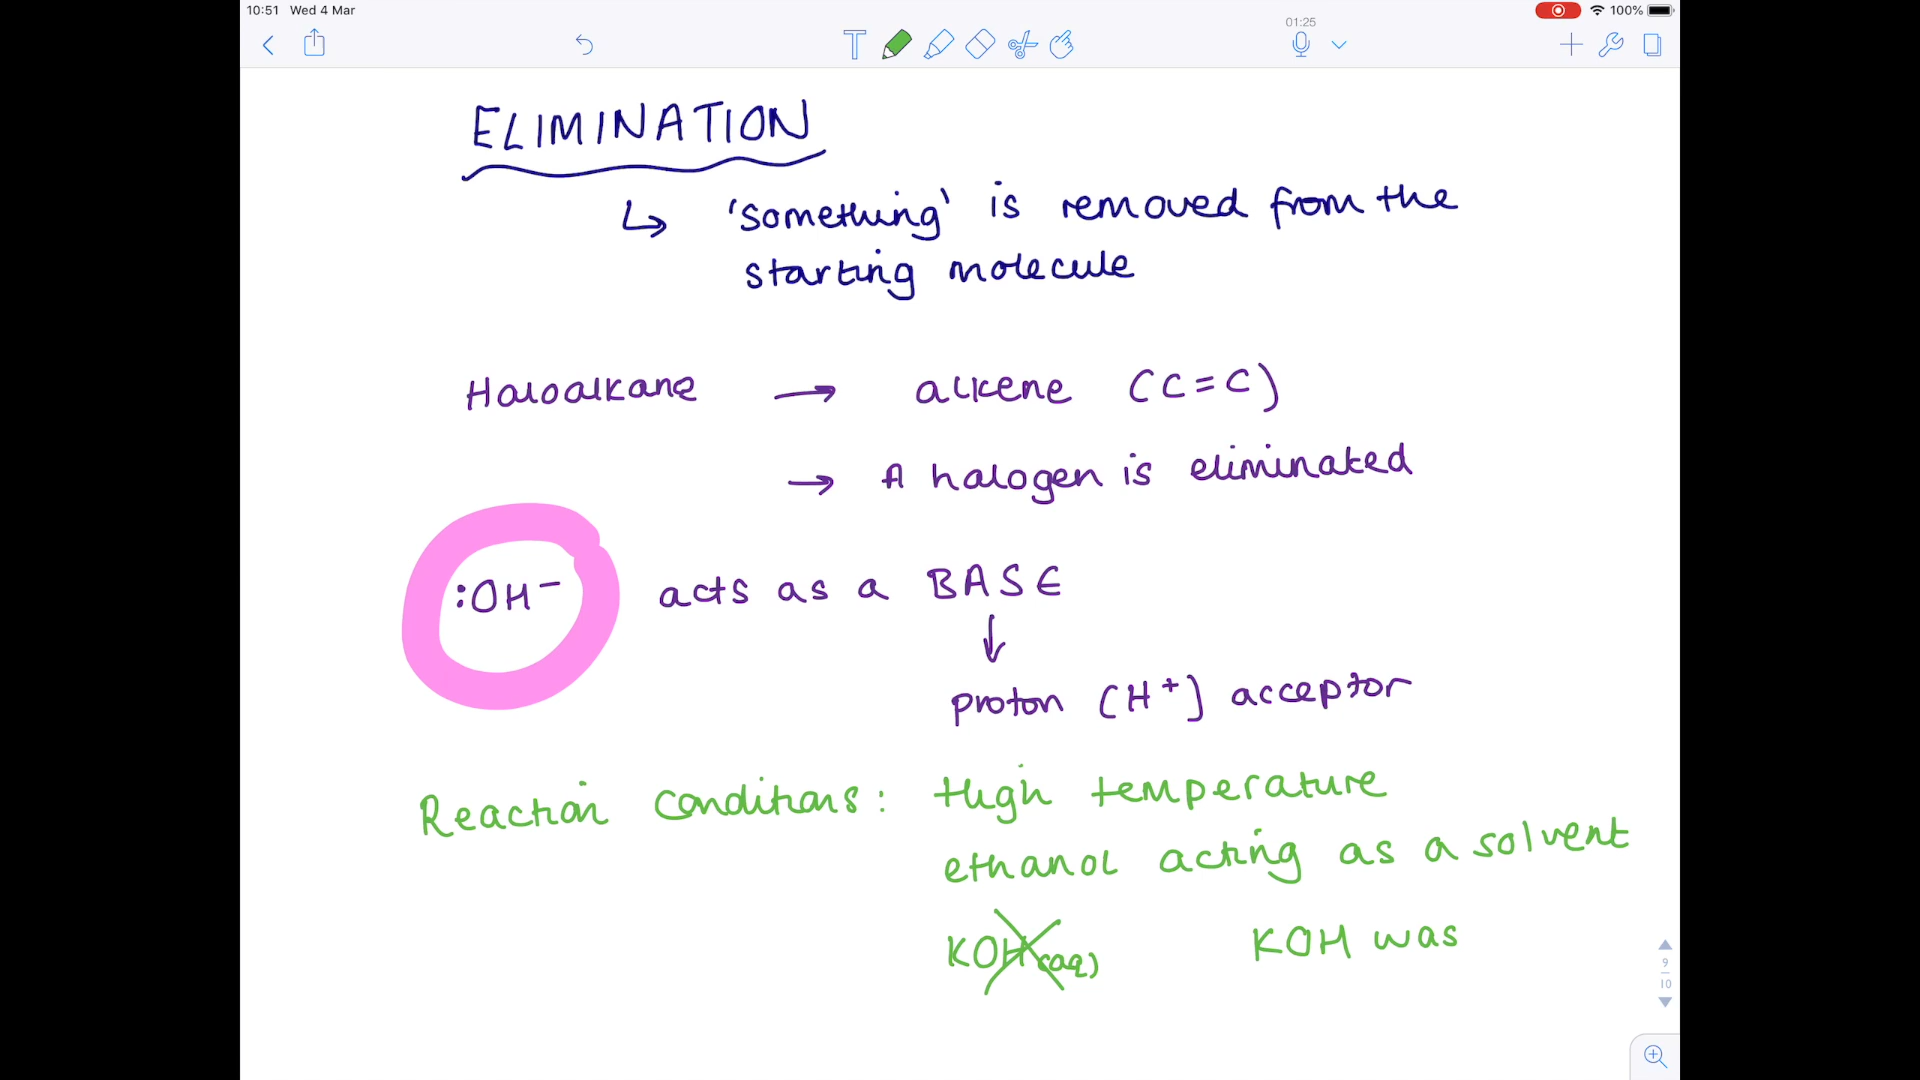 10:51 Wed 4 Mar
100%
01:25
T
ELIMINATION
↳ 'something' is removed from the
starting molecule
Haloalkane → alkene (C=C)
→ A halogen is eliminated
:OH⁻ acts as a BASE
↓
proton (H⁺) acceptor
Reaction conditions: High temperature
ethanol acting as a solvent
KOH(aq) KOH was
9
10